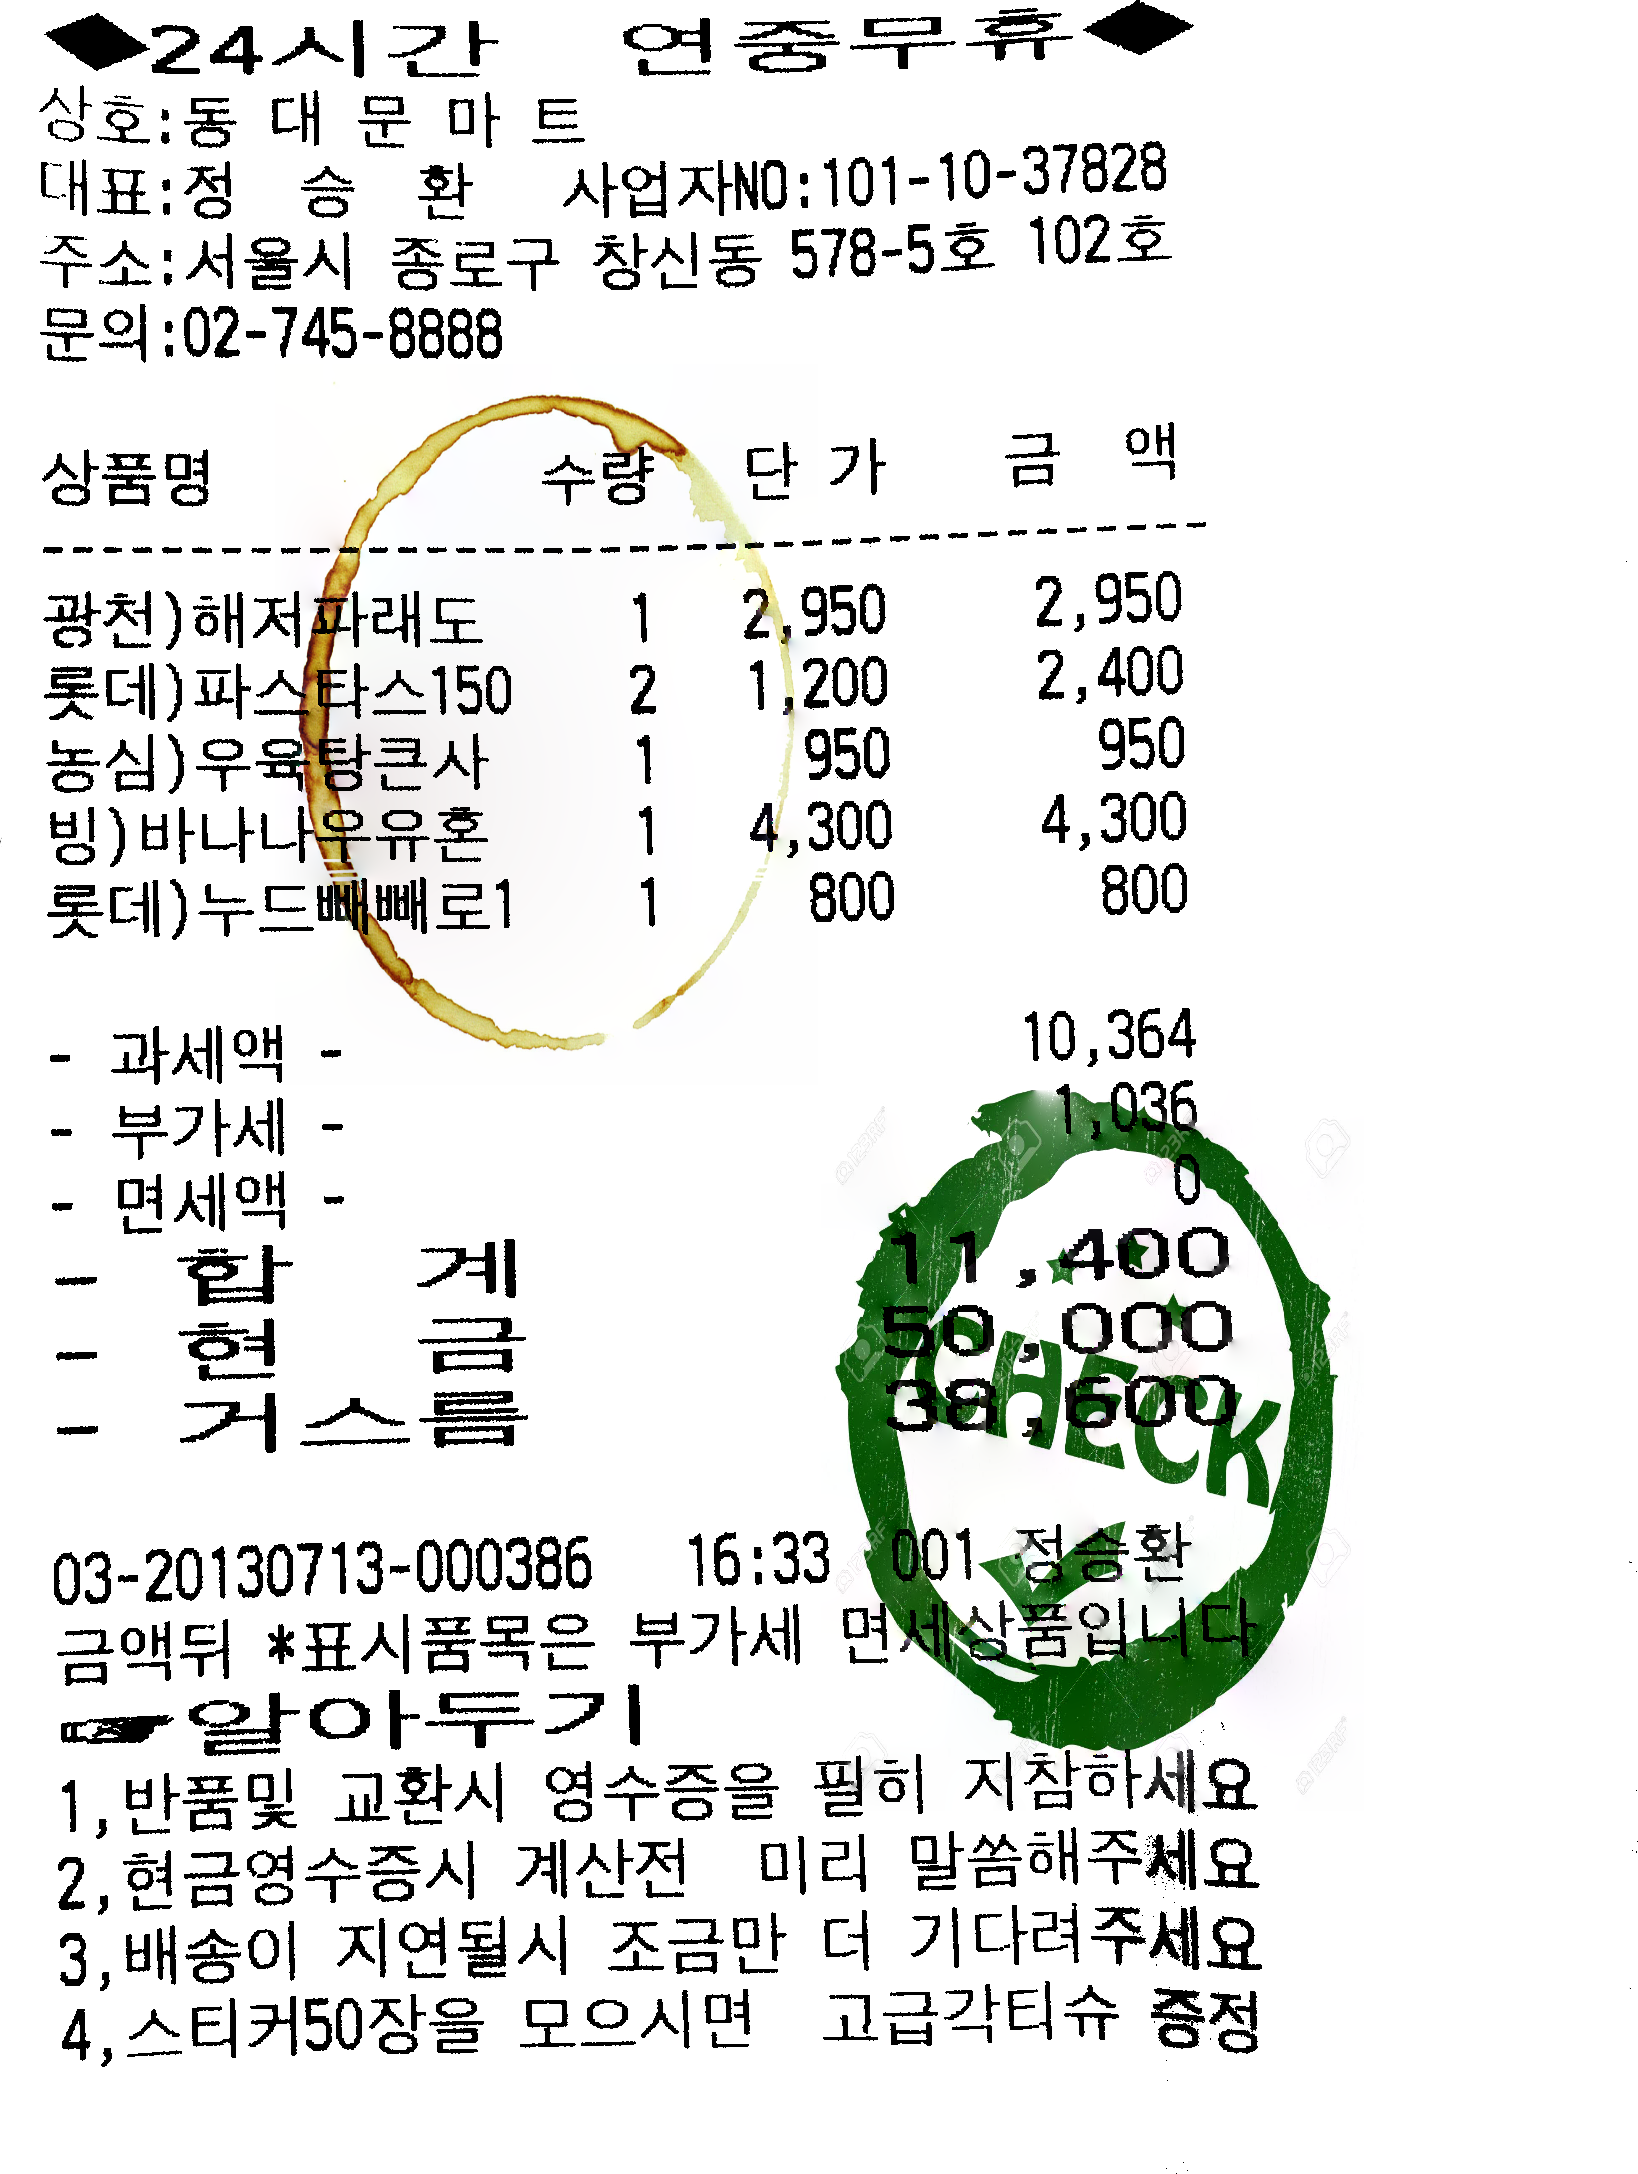 ◆24시간 연중무휴◆
상호:동 대 문 마 트
대표:정 승 환 사업자NO:101-10-37828
주소:서울시 종로구 창신동 578-5호 102호
문의:02-745-8888
상품명 수량 단 가 금 액
광천)해저파래도 1 2,950 2,950
롯데)파스타스150 2 1,200 2,400
농심)우육탕큰사 1 950 950
빙)바나나우유혼 1 4,300 4,300
롯데)누드빼빼로1 1 800 800
- 과세액 - 10,364
- 부가세 - 1,036
- 면세액 - 0
- 합 계 11,400
- 현 금 50,000
- 거스름 38,600
CHECK
03-20130713-000386 16:33 001 정승환
금액뒤 *표시품목은 부가세 면세상품입니다
☛알아두기
1,반품및 교환시 영수증을 필히 지참하세요
2,현금영수증시 계산전 미리 말씀해주세요
3,배송이 지연될시 조금만 더 기다려주세요
4,스티커50장을 모으시면 고급각티슈 증정